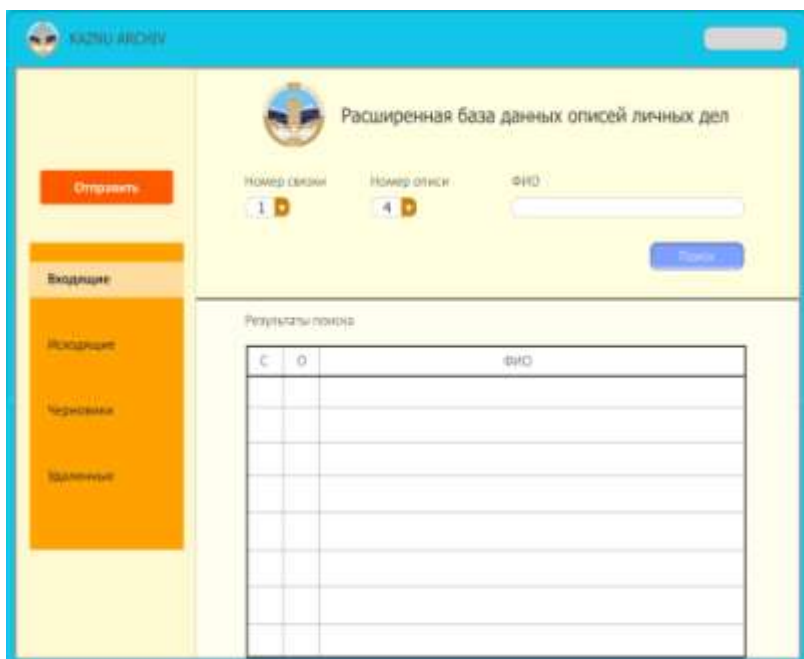 KAZNU ARCHIV
Расширенная база данных описей личных дел
Отправить
Номер связки Номер описи ФИО
1 4
Поиск
Входящие
Результаты поиска
Исходящие
С О ФИО
Черновики
Удаленные